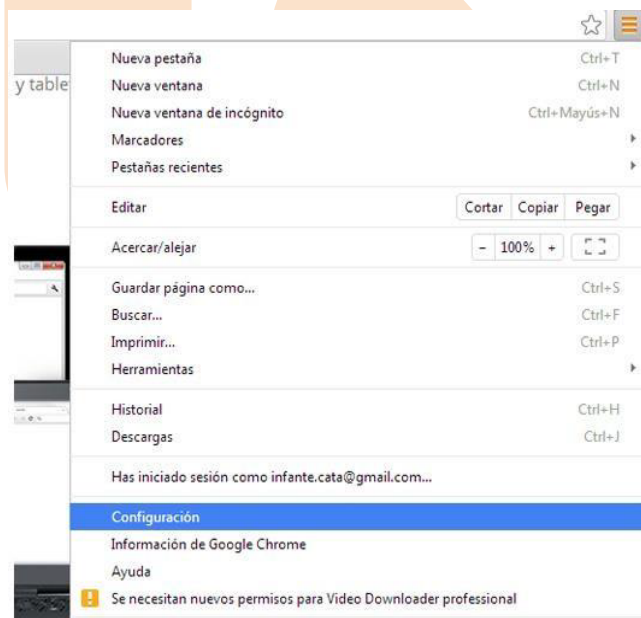 y table
Nueva pestaña Ctrl+T
Nueva ventana Ctrl+N
Nueva ventana de incógnito Ctrl+Mayús+N
Marcadores
Pestañas recientes
Editar Cortar Copiar Pegar
Acercar/alejar - 100% +
Guardar página como... Ctrl+S
Buscar... Ctrl+F
Imprimir... Ctrl+P
Herramientas
Historial Ctrl+H
Descargas Ctrl+J
Has iniciado sesión como infante.cata@gmail.com...
Configuración
Información de Google Chrome
Ayuda
Se necesitan nuevos permisos para Video Downloader professional